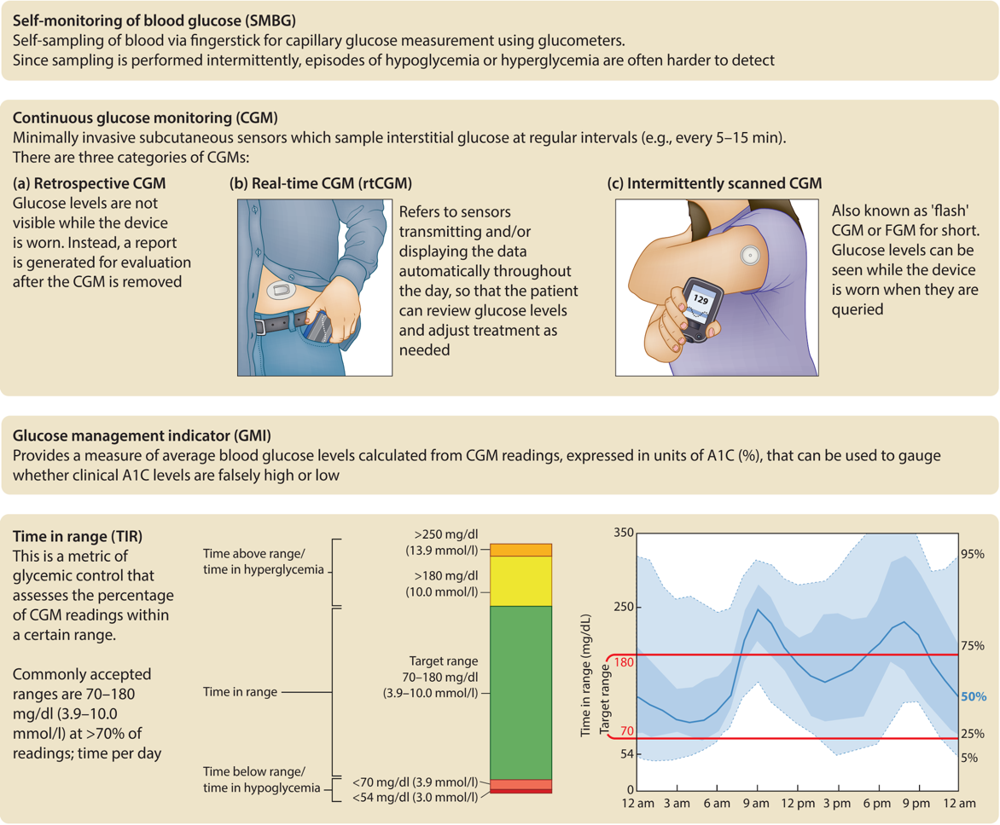 Self-monitoring of blood glucose (SMBG)
Self-sampling of blood via fingerstick for capillary glucose measurement using glucometers.
Since sampling is performed intermittently, episodes of hypoglycemia or hyperglycemia are often harder to detect
Continuous glucose monitoring (CGM)
Minimally invasive subcutaneous sensors which sample interstitial glucose at regular intervals (e.g., every 5–15 min).
There are three categories of CGMs:
(a) Retrospective CGM
Glucose levels are not
visible while the device
is worn. Instead, a report
is generated for evaluation
after the CGM is removed
(b) Real-time CGM (rtCGM)
Refers to sensors
transmitting and/or
displaying the data
automatically throughout
the day, so that the patient
can review glucose levels
and adjust treatment as
needed
(c) Intermittently scanned CGM
129
Also known as 'flash'
CGM or FGM for short.
Glucose levels can be
seen while the device
is worn when they are
queried
Glucose management indicator (GMI)
Provides a measure of average blood glucose levels calculated from CGM readings, expressed in units of A1C (%), that can be used to gauge
whether clinical A1C levels are falsely high or low
Time in range (TIR)
This is a metric of
glycemic control that
assesses the percentage
of CGM readings within
a certain range.
Commonly accepted
ranges are 70–180
mg/dl (3.9–10.0
mmol/l) at >70% of
readings; time per day
Time above range/
time in hyperglycemia
Time in range
Time below range/
time in hypoglycemia
>250 mg/dl
(13.9 mmol/l)
>180 mg/dl
(10.0 mmol/l)
Target range
70–180 mg/dl
(3.9–10.0 mmol/l)
<70 mg/dl (3.9 mmol/l)
<54 mg/dl (3.0 mmol/l)
Time in range (mg/dL)
Target range
350
250
180
70
54
0
95%
75%
50%
25%
5%
12 am 3 am 6 am 9 am 12 pm 3 pm 6 pm 9 pm 12 am